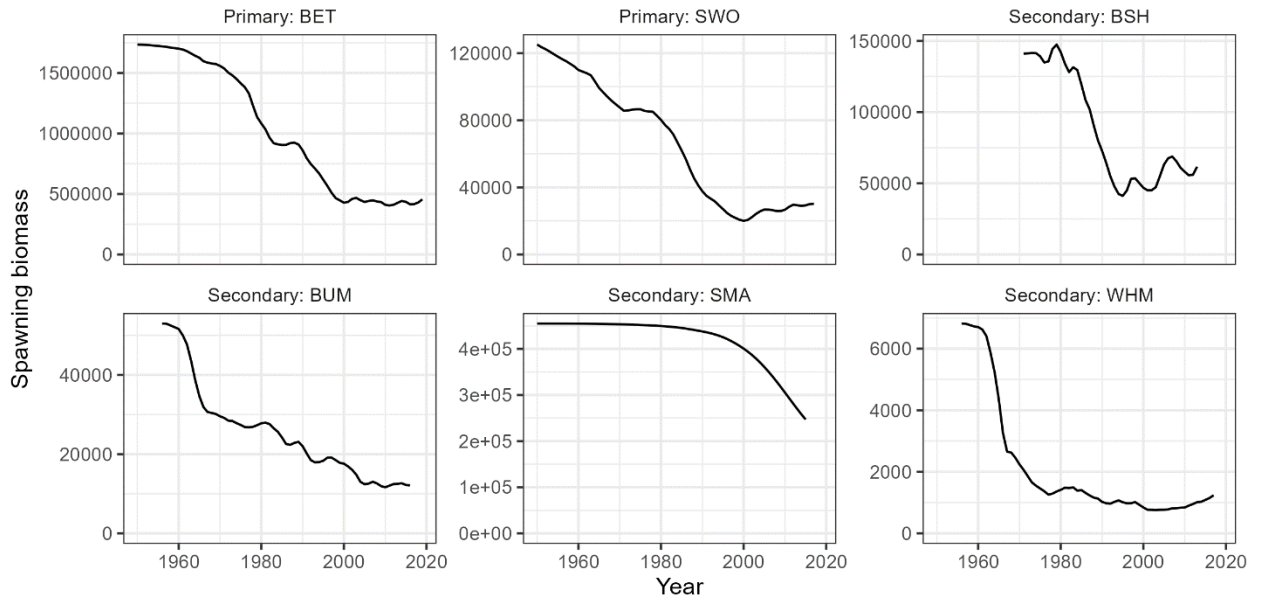 Primary: BET
Primary: SWO
Secondary: BSH
1500000
1000000
500000
0
120000
80000
40000
0
150000
100000
50000
0
Spawning biomass
Secondary: BUM
Secondary: SMA
Secondary: WHM
40000
20000
0
4e+05
3e+05
2e+05
1e+05
0e+00
6000
4000
2000
0
1960 1980 2000 2020
1960 1980 2000 2020
1960 1980 2000 2020
Year